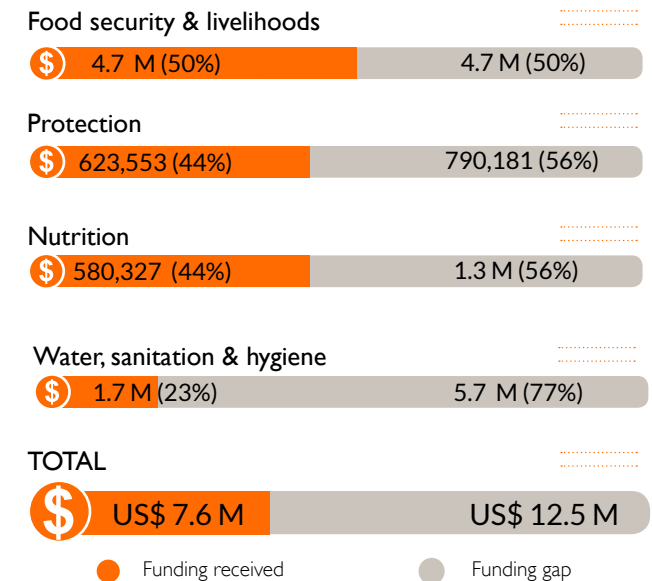 Food security & livelihoods
$ 4.7 M (50%) 4.7 M (50%)
Protection
$ 623,553 (44%) 790,181 (56%)
Nutrition
$ 580,327 (44%) 1.3 M (56%)
Water, sanitation & hygiene
$ 1.7 M (23%) 5.7 M (77%)
TOTAL
$ US$ 7.6 M US$ 12.5 M
Funding received Funding gap